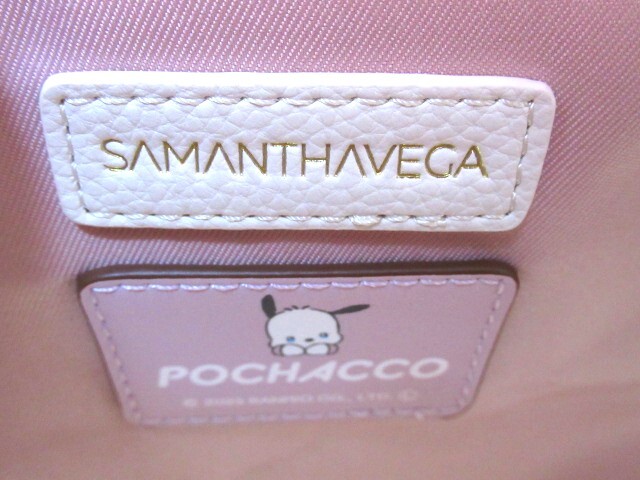 SAMANTHAVEGA
POCHACCO
© 2025 SANRIO CO., LTD. Ⓒ